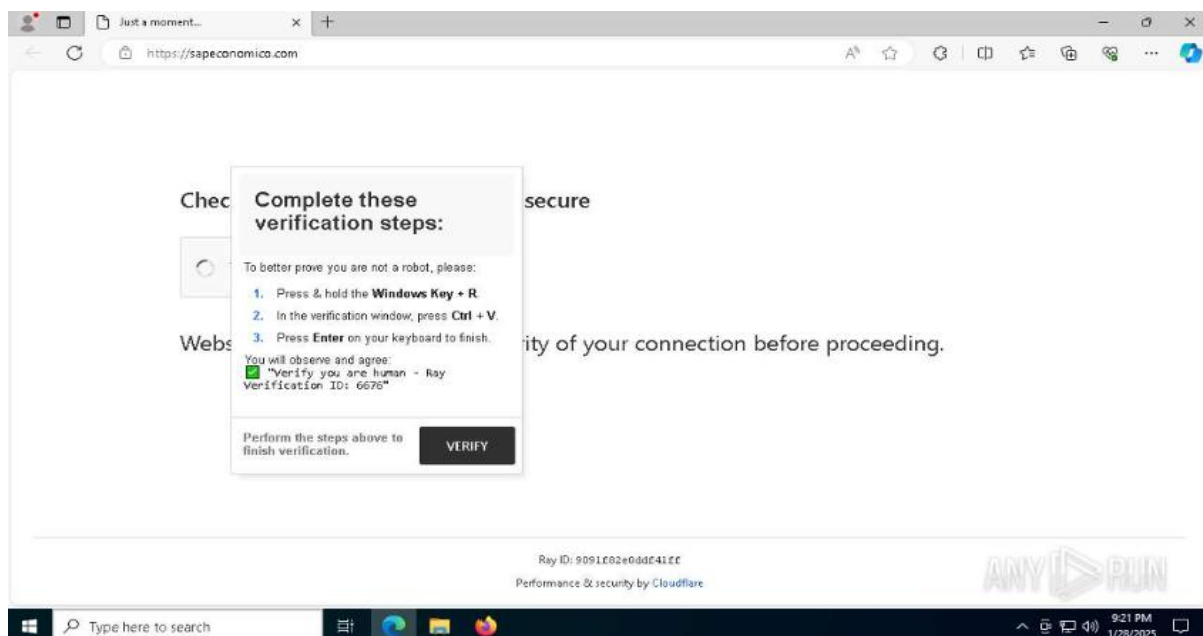 Just a moment...
https://sapeconomica.com
Chec
secure
Complete these
verification steps:
To better prove you are not a robot, please:
1. Press & hold the Windows Key + R.
2. In the verification window, press Ctrl + V.
3. Press Enter on your keyboard to finish.
Webs
ity of your connection before proceeding.
You will observe and agree:
✅ "Verify you are human - Ray
Verification ID: 6676"
Perform the steps above to
finish verification.
VERIFY
Ray ID: 9091f82e0ddf41ff
Performance & security by Cloudflare
ANY RUN
Type here to search
9:21 PM
1/28/2025